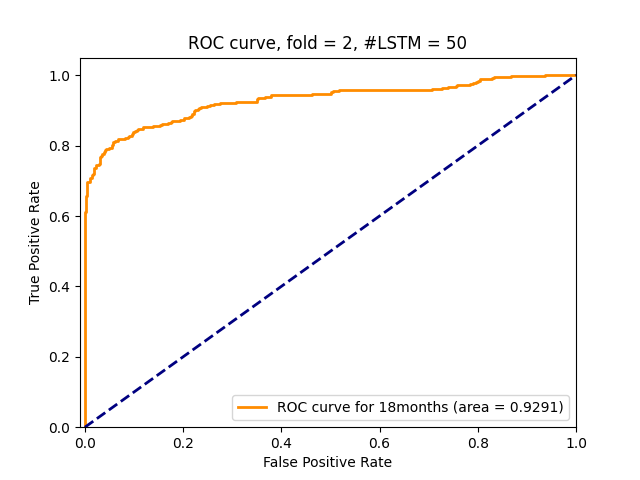 ROC curve, fold = 2, #LSTM = 50
True Positive Rate
1.0
0.8
0.6
0.4
0.2
0.0
ROC curve for 18months (area = 0.9291)
0.0 0.2 0.4 0.6 0.8 1.0
False Positive Rate